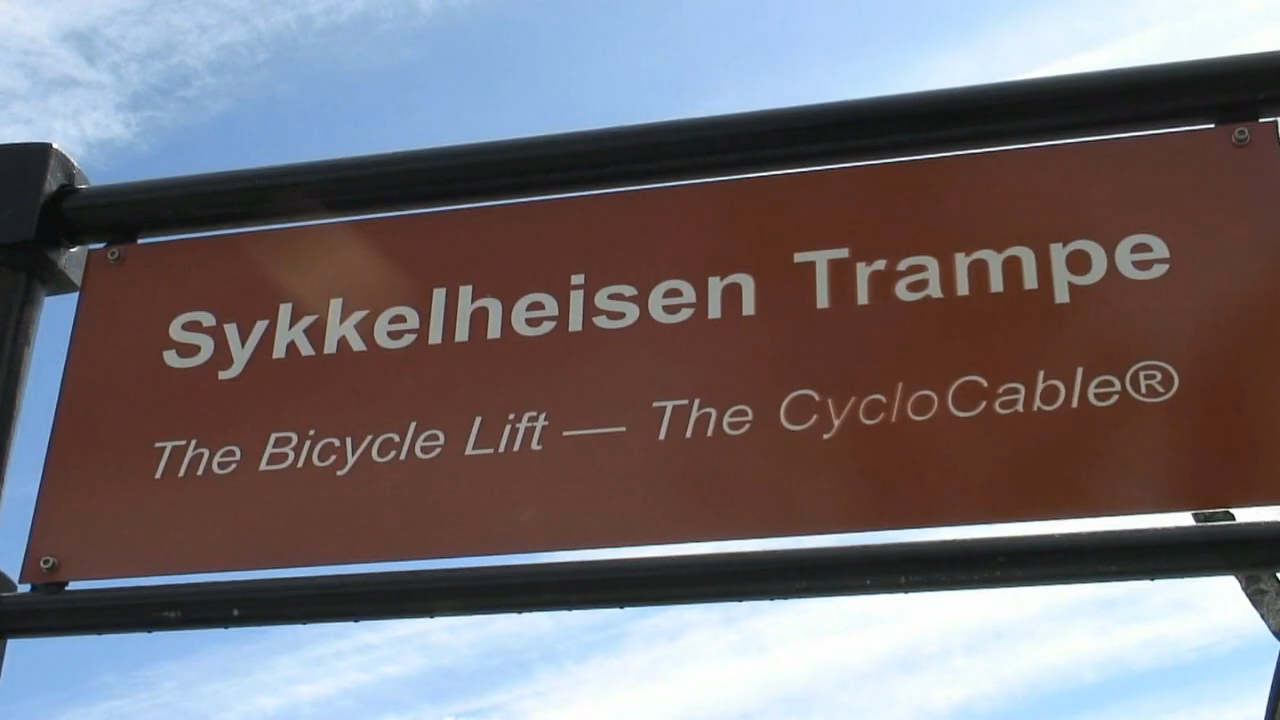 Sykkelheisen Trampe
The Bicycle Lift — The CycloCable®